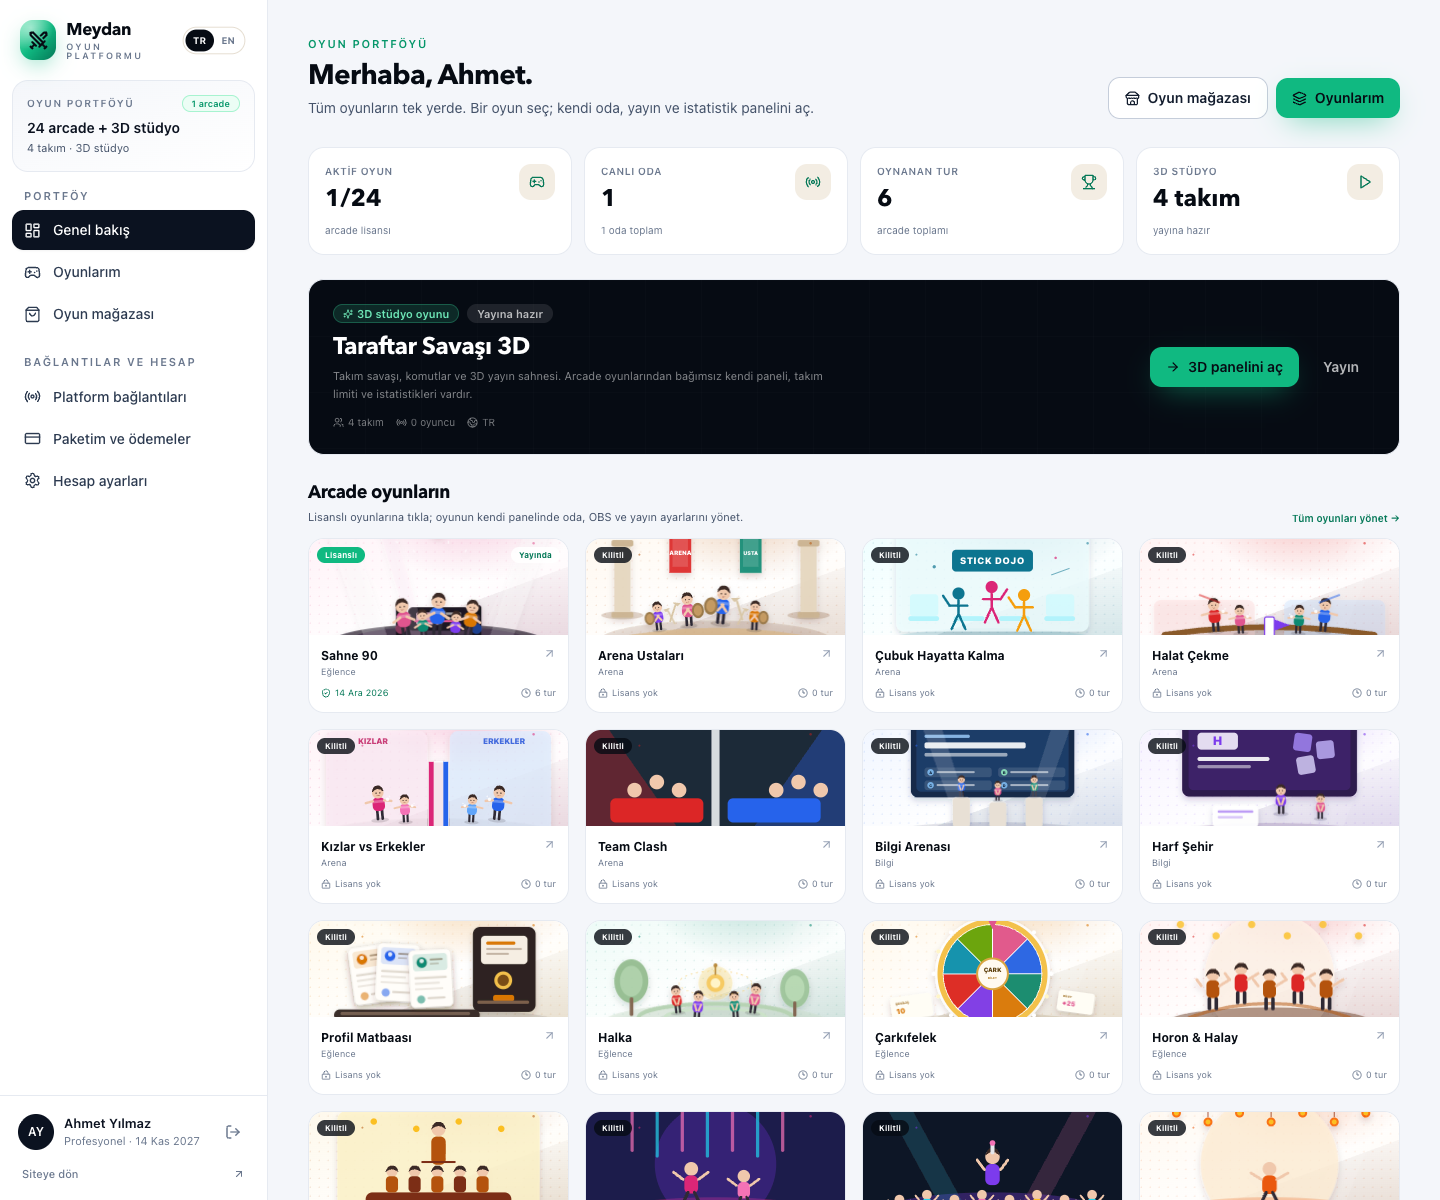 Meydan
OYUN
PLATFORMU
TR EN
OYUN PORTFÖYÜ
1 arcade
24 arcade + 3D stüdyo
4 takım · 3D stüdyo
PORTFÖY
Genel bakış
Oyunlarım
Oyun mağazası
BAĞLANTILAR VE HESAP
Platform bağlantıları
Paketim ve ödemeler
Hesap ayarları
AY
Ahmet Yılmaz
Profesyonel · 14 Kas 2027
Siteye dön
OYUN PORTFÖYÜ
Merhaba, Ahmet.
Tüm oyunların tek yerde. Bir oyun seç; kendi oda, yayın ve istatistik panelini aç.
Oyun mağazası
Oyunlarım
AKTİF OYUN
1/24
arcade lisansı
CANLI ODA
1
1 oda toplam
OYNANAN TUR
6
arcade toplamı
3D STÜDYO
4 takım
yayına hazır
3D stüdyo oyunu
Yayına hazır
Taraftar Savaşı 3D
Takım savaşı, komutlar ve 3D yayın sahnesi. Arcade oyunlarından bağımsız kendi paneli, takım
limiti ve istatistikleri vardır.
4 takım
0 oyuncu
TR
3D panelini aç
Yayın
Arcade oyunların
Lisanslı oyunlarına tıkla; oyunun kendi panelinde oda, OBS ve yayın ayarlarını yönet.
Tüm oyunları yönet →
Lisanslı
Yayında
Sahne 90
Eğlence
14 Ara 2026
6 tur
Kilitli
ARENA
USTA
Arena Ustaları
Arena
Lisans yok
0 tur
Kilitli
STICK DOJO
Çubuk Hayatta Kalma
Arena
Lisans yok
0 tur
Kilitli
Halat Çekme
Arena
Lisans yok
0 tur
Kilitli
KIZLAR
ERKEKLER
Kızlar vs Erkekler
Arena
Lisans yok
0 tur
Kilitli
Team Clash
Arena
Lisans yok
0 tur
Kilitli
Bilgi Arenası
Bilgi
Lisans yok
0 tur
Kilitli
H
Harf Şehir
Bilgi
Lisans yok
0 tur
Kilitli
Profil Matbaası
Eğlence
Lisans yok
0 tur
Kilitli
Halka
Eğlence
Lisans yok
0 tur
Kilitli
ÇARK
10
+25
Çarkıfelek
Eğlence
Lisans yok
0 tur
Kilitli
Horon & Halay
Eğlence
Lisans yok
0 tur
Kilitli
Kilitli
Kilitli
Kilitli